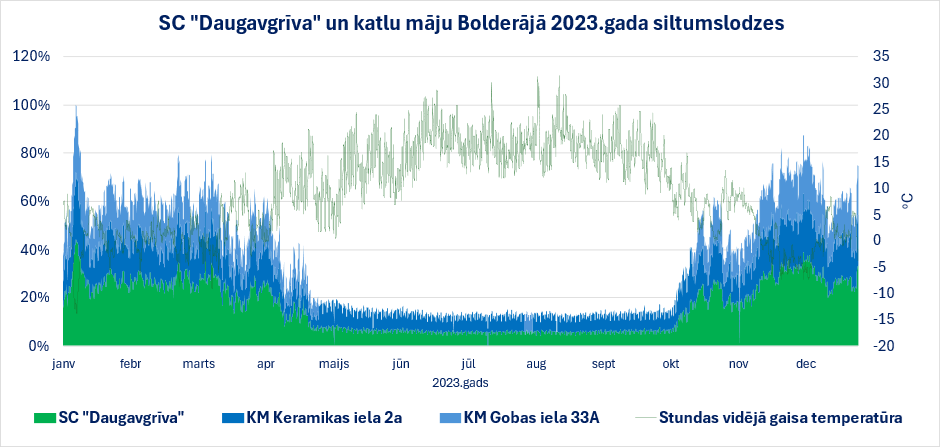 SC "Daugavgrīva" un katlu māju Bolderājā 2023.gada siltumslodzes
120% 35
100% 30
80% 25
60% 20
40% 15
20% 10
0% 5
0
-5
-10
-15
-20
°C
janv febr marts apr maijs jūn jūl aug sept okt nov dec
2023.gads
SC "Daugavgrīva" KM Keramikas iela 2a KM Gobas iela 33A Stundas vidējā gaisa temperatūra